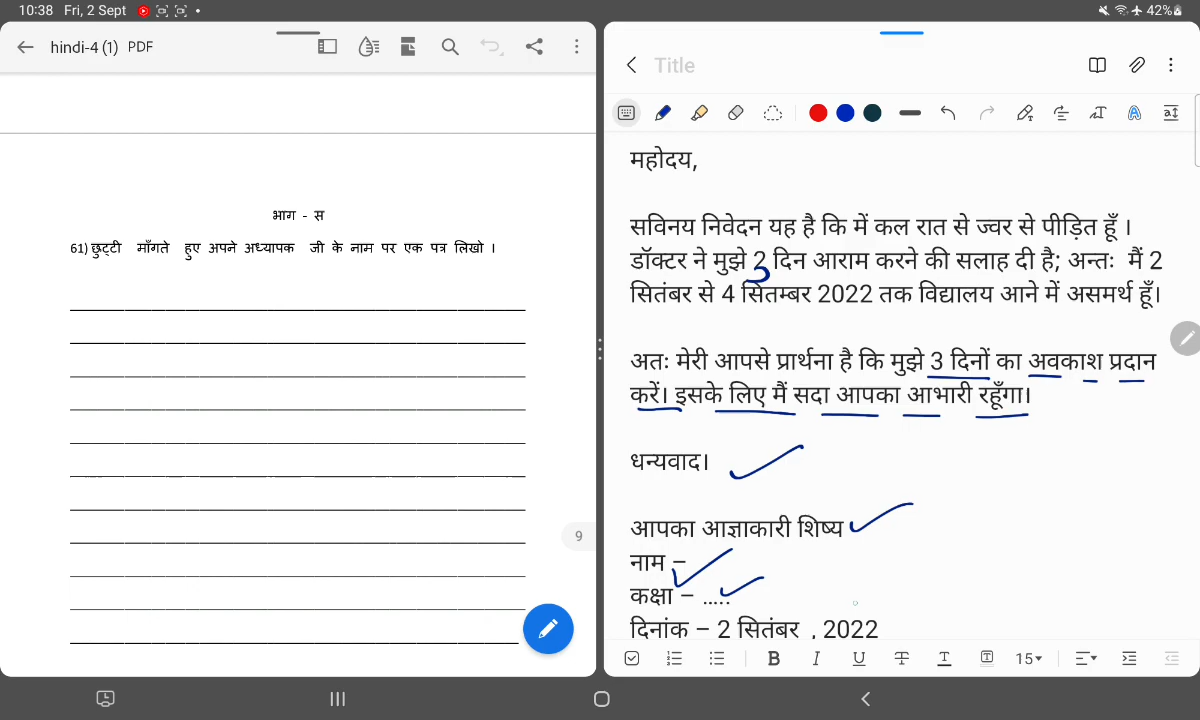 10:38 Fri, 2 Sept
42%
hindi-4 (1) PDF
भाग - स
61) छुट्टी माँगते हुए अपने अध्यापक जी के नाम पर एक पत्र लिखो ।
9
Title
महोदय,
सविनय निवेदन यह है कि में कल रात से ज्वर से पीड़ित हूँ ।
डॉक्टर ने मुझे 2 दिन आराम करने की सलाह दी है; अन्तः मैं 2
3
सितंबर से 4 सितम्बर 2022 तक विद्यालय आने में असमर्थ हूँ।
अतः मेरी आपसे प्रार्थना है कि मुझे 3 दिनों का अवकाश प्रदान
करें। इसके लिए मैं सदा आपका आभारी रहूँगा।
धन्यवाद।
आपका आज्ञाकारी शिष्य
नाम –
कक्षा – …..
दिनांक – 2 सितंबर , 2022
B I U T T 15